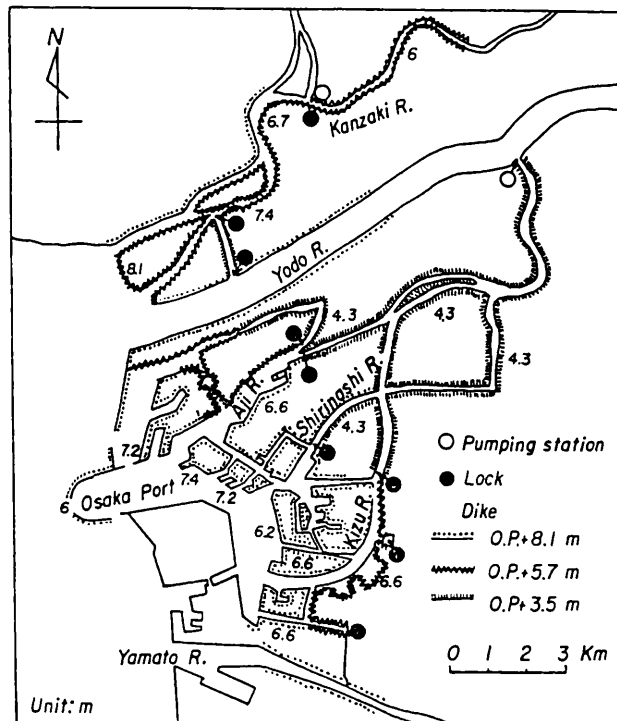 N
6
Kanzaki R.
6.7
7.4
8.1
Yodo R.
4.3
4.3
4.3
Aji R.
6.6
Shirinashi R.
4.3
7.2
7.4
7.2
6
Osaka Port
Kizu R.
6.2
6.6
6.6
6.6
Yamato R.
Unit: m
Pumping station
Lock
Dike
O.P.+8.1 m
O.P.+5.7 m
O.P.+3.5 m
0 1 2 3 Km